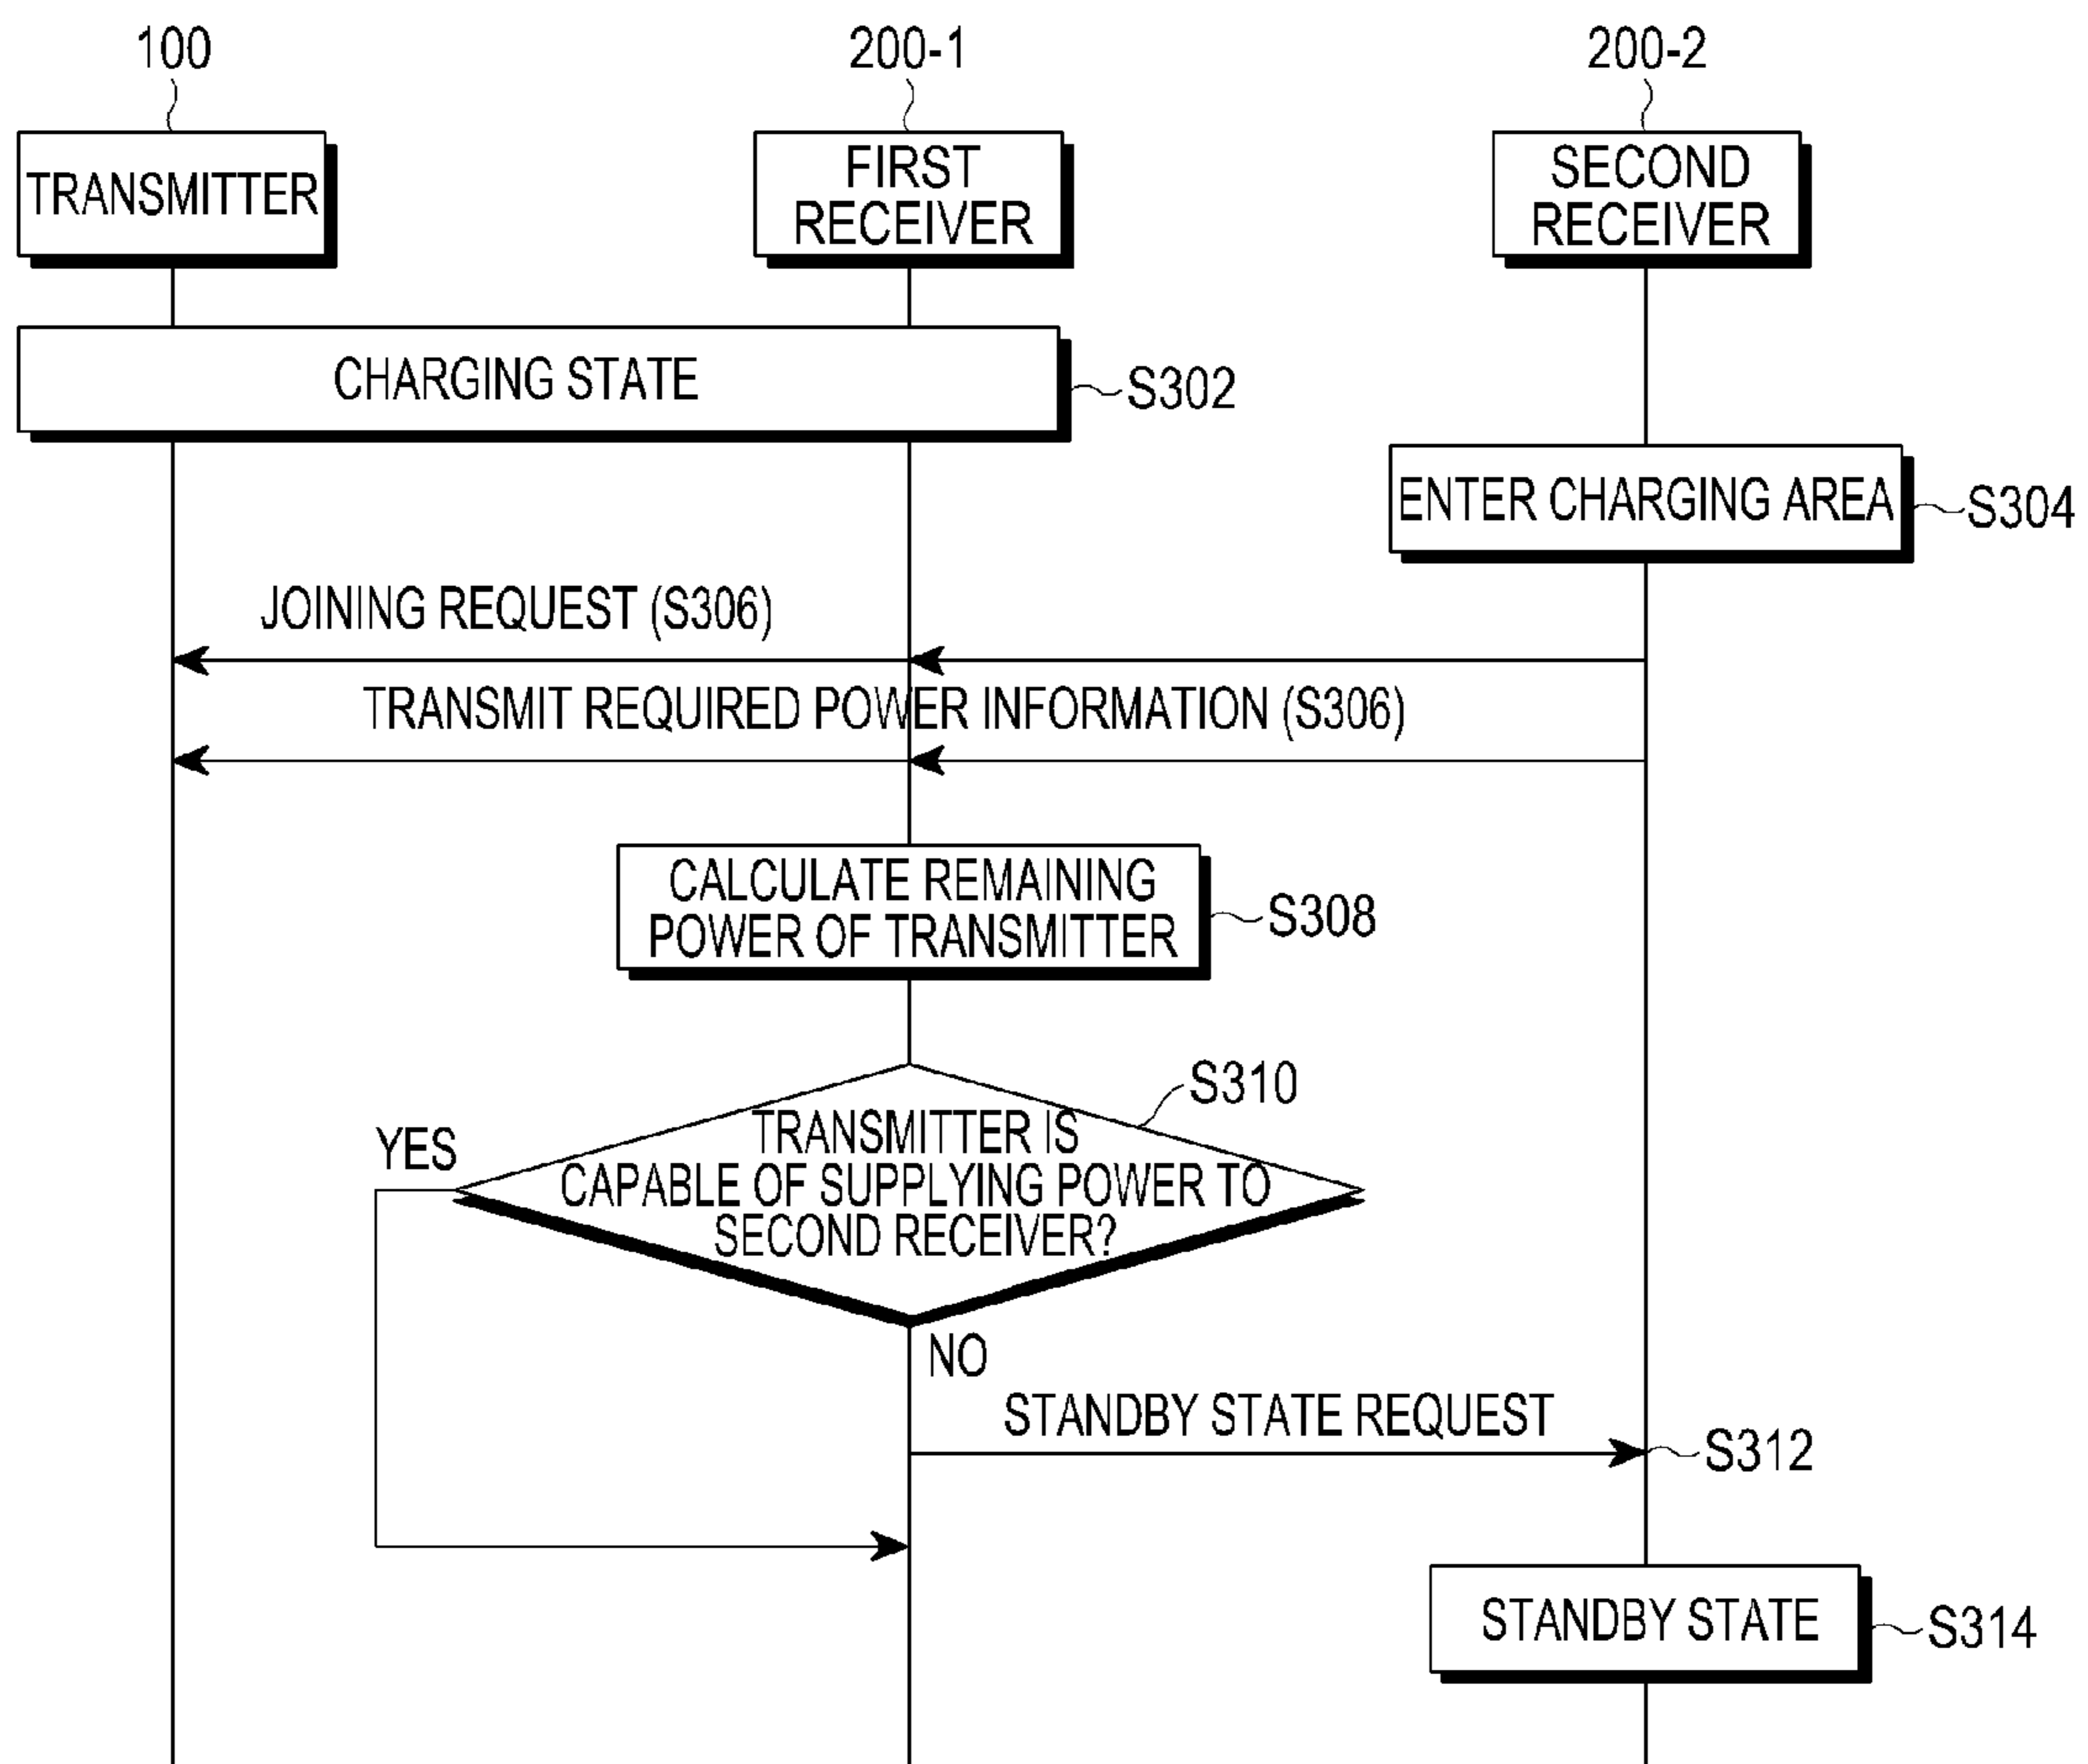 100
200-1
200-2
TRANSMITTER
FIRST
RECEIVER
SECOND
RECEIVER
CHARGING STATE
S302
ENTER CHARGING AREA
S304
JOINING REQUEST (S306)
TRANSMIT REQUIRED POWER INFORMATION (S306)
CALCULATE REMAINING
POWER OF TRANSMITTER
S308
S310
TRANSMITTER IS
CAPABLE OF SUPPLYING POWER TO
SECOND RECEIVER?
YES
NO
STANDBY STATE REQUEST
S312
STANDBY STATE
S314